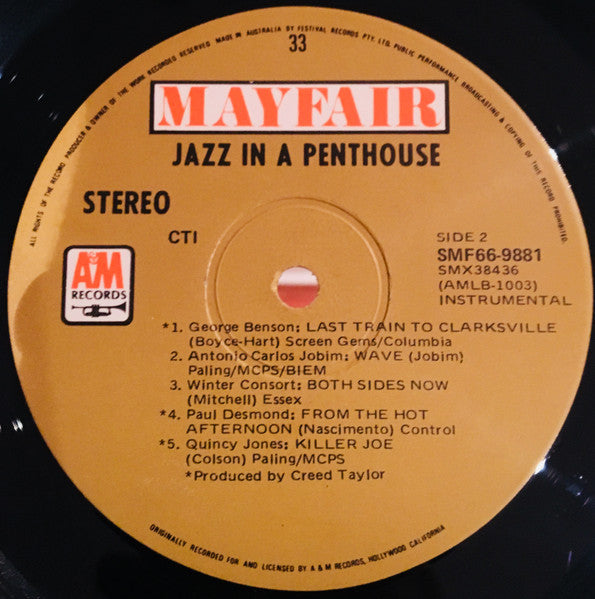 ALL RIGHTS OF THE RECORD PRODUCER & OWNER OF THE WORK RECORDED RESERVED. MADE IN AUSTRALIA BY FESTIVAL RECORDS PTY. LTD. PUBLIC PERFORMANCE BROADCASTING & COPYING OF THIS RECORD PROHIBITED.
33
MAYFAIR
JAZZ IN A PENTHOUSE
STEREO
CTI
SIDE 2
SMF66-9881
SMX38436
(AMLB-1003)
INSTRUMENTAL
A&M
RECORDS
*1. George Benson: LAST TRAIN TO CLARKSVILLE
(Boyce-Hart) Screen Gems/Columbia
2. Antonio Carlos Jobim: WAVE (Jobim)
Paling/MCPS/BIEM
3. Winter Consort: BOTH SIDES NOW
(Mitchell) Essex
*4. Paul Desmond: FROM THE HOT
AFTERNOON (Nascimento) Control
*5. Quincy Jones: KILLER JOE
(Colson) Paling/MCPS
*Produced by Creed Taylor
ORIGINALLY RECORDED FOR AND ISSUED BY A & M RECORDS, HOLLYWOOD CALIFORNIA